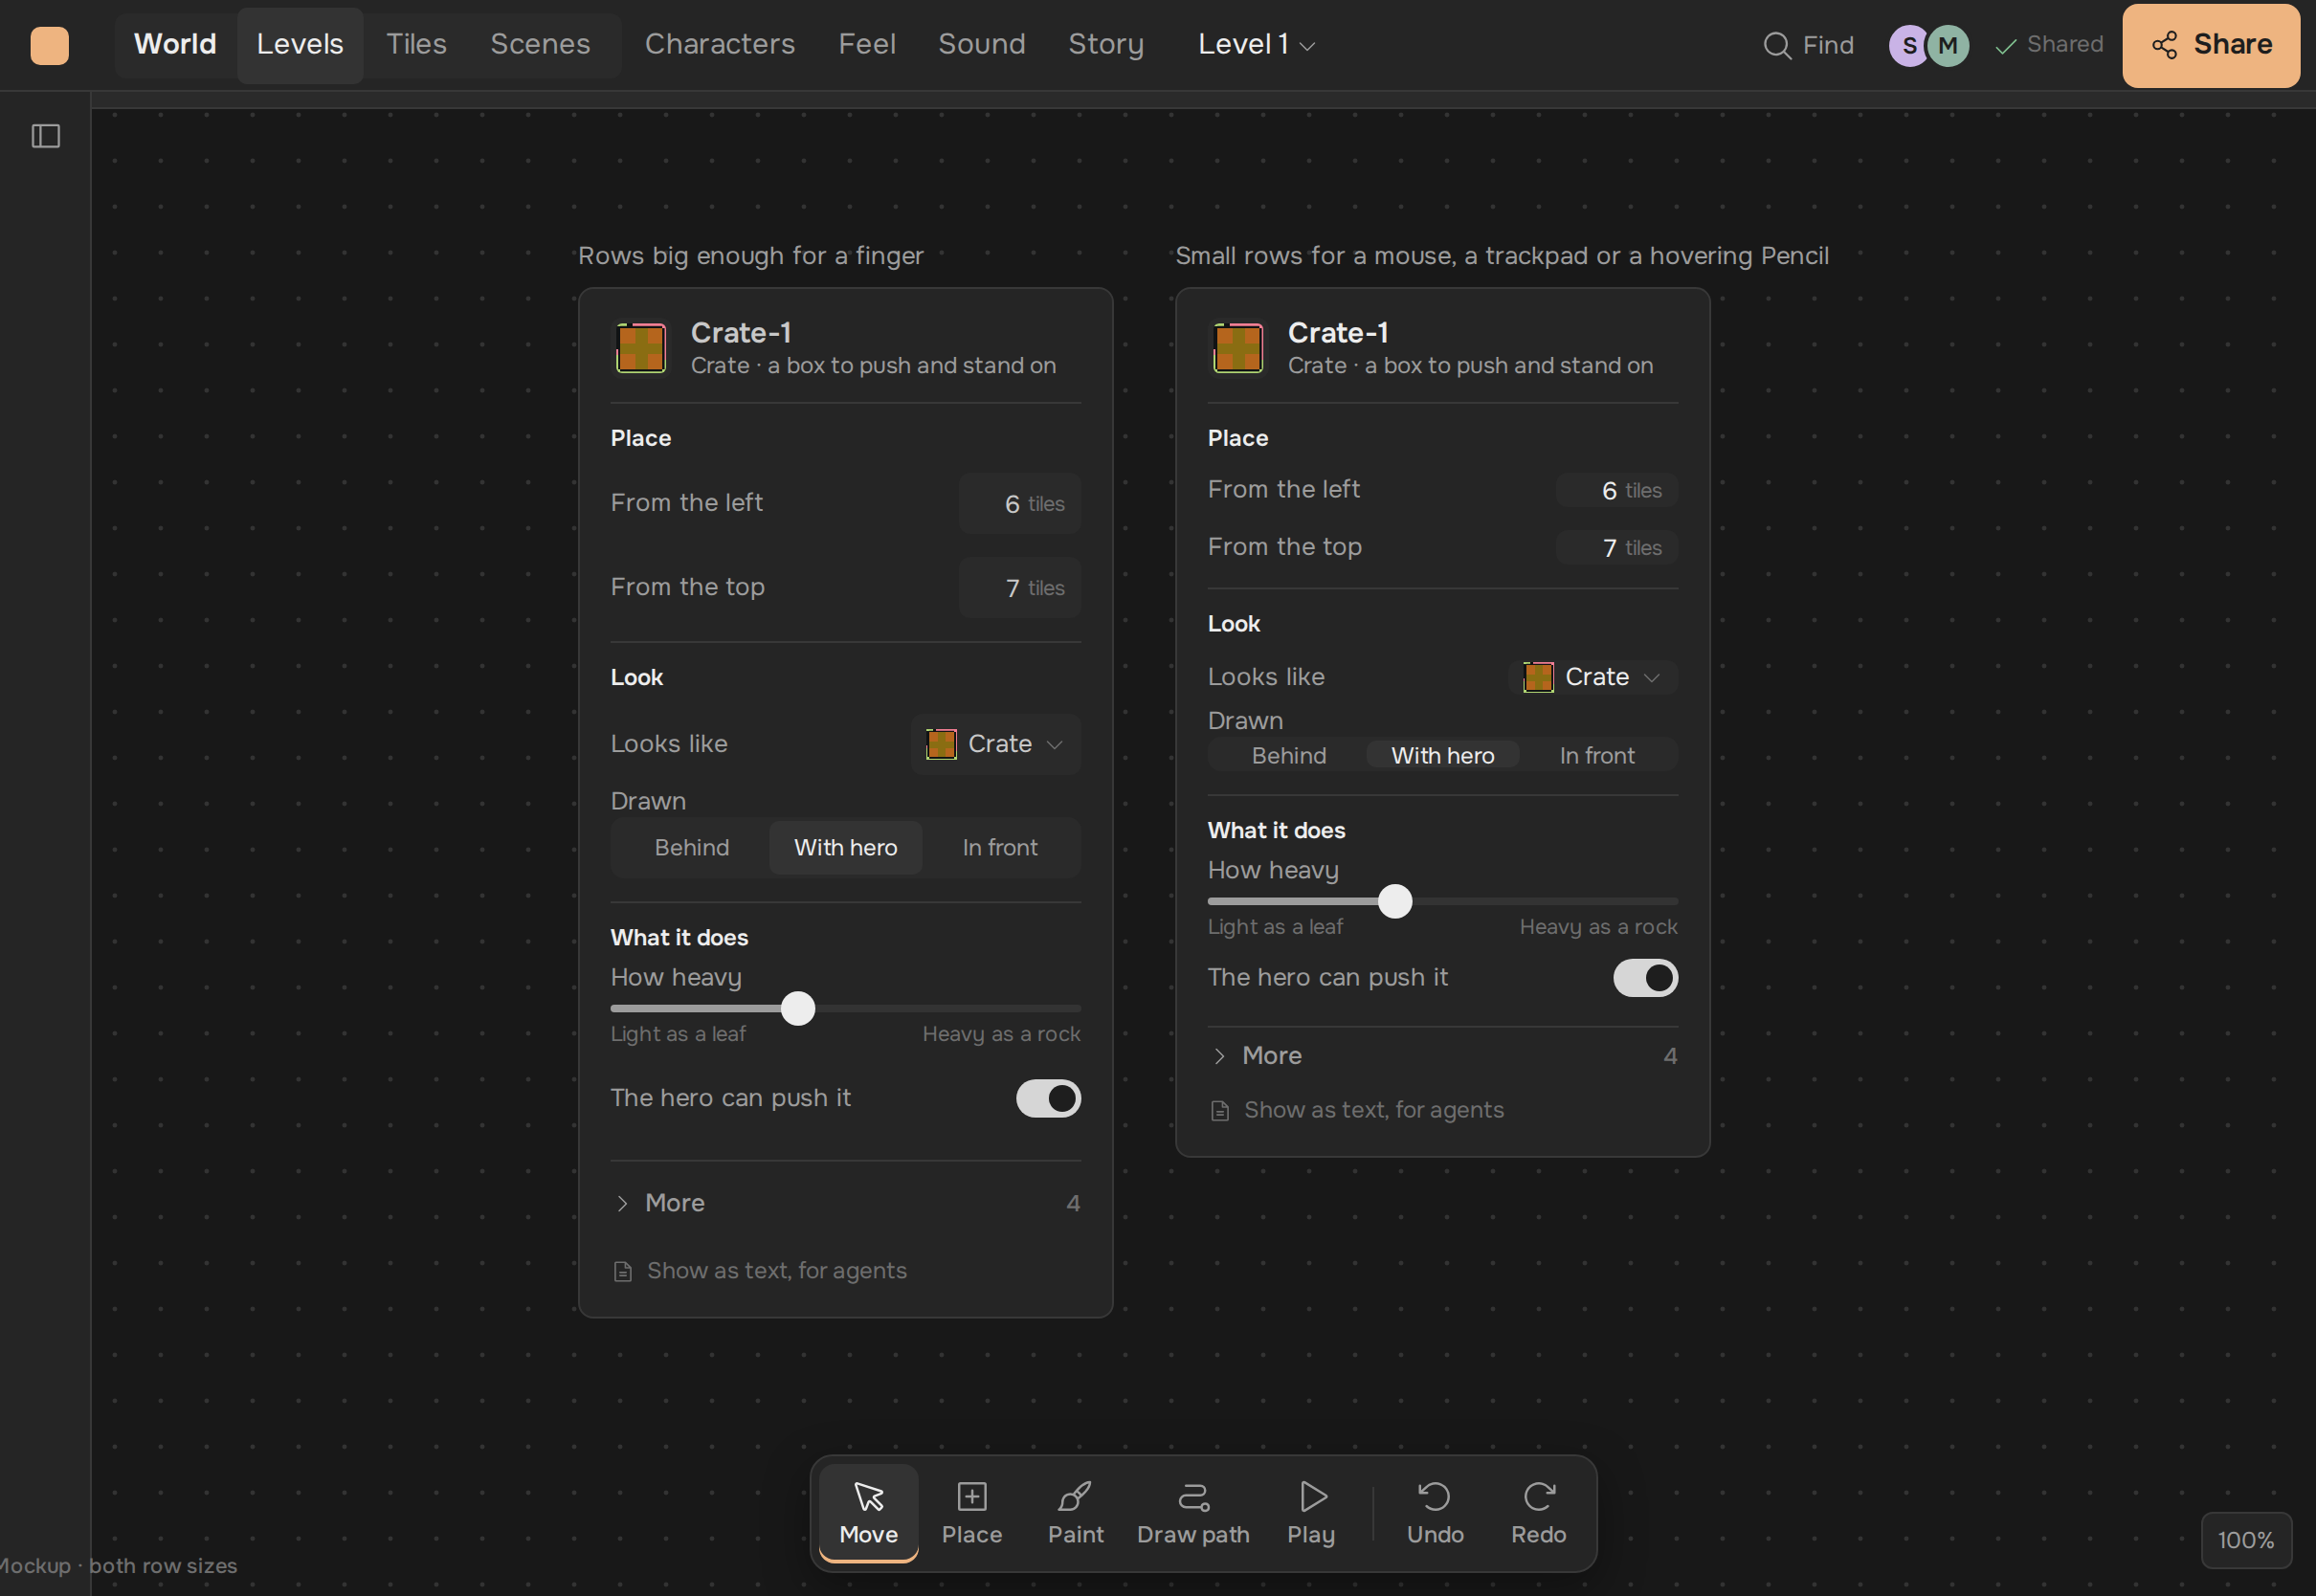 World Levels Tiles Scenes Characters Feel Sound Story Level 1 Find S M Shared Share
Rows big enough for a finger
Crate-1
Crate · a box to push and stand on
Place
From the left 6 tiles
From the top 7 tiles
Look
Looks like Crate
Drawn
Behind With hero In front
What it does
How heavy
Light as a leaf Heavy as a rock
The hero can push it
More 4
Show as text, for agents
Small rows for a mouse, a trackpad or a hovering Pencil
Crate-1
Crate · a box to push and stand on
Place
From the left 6 tiles
From the top 7 tiles
Look
Looks like Crate
Drawn
Behind With hero In front
What it does
How heavy
Light as a leaf Heavy as a rock
The hero can push it
More 4
Show as text, for agents
Move Place Paint Draw path Play Undo Redo
Mockup · both row sizes
100%